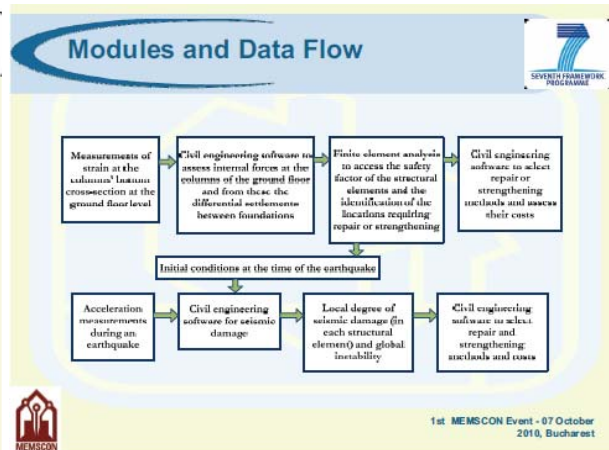 Modules and Data Flow
SEVENTH FRAMEWORK
PROGRAMME
Measurements of
strain at the
columns' bottom
cross-section at the
ground floor level
Civil engineering software to
assess internal forces at the
columns of the ground floor
and from these the
differential settlements
between foundations
Finite element analysis
to access the safety
factor of the structural
elements and the
identification of the
locations requiring
repair or strengthening
Civil engineering
software to select
repair or
strengthening
methods and assess
their costs
Initial conditions at the time of the earthquake
Acceleration
measurements
during an
earthquake
Civil engineering
software for seismic
damage
Local degree of
seismic damage (in
each structural
element) and global
instability
Civil engineering
software to select
repair and
strengthening
methods and costs
MEMSCON
1st MEMSCON Event - 07 October
2010, Bucharest